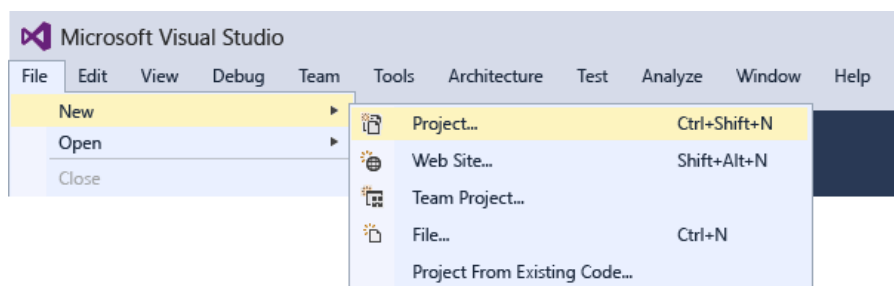 Microsoft Visual Studio
File Edit View Debug Team Tools Architecture Test Analyze Window Help
New
Project... Ctrl+Shift+N
Open
Web Site... Shift+Alt+N
Close
Team Project...
File... Ctrl+N
Project From Existing Code...